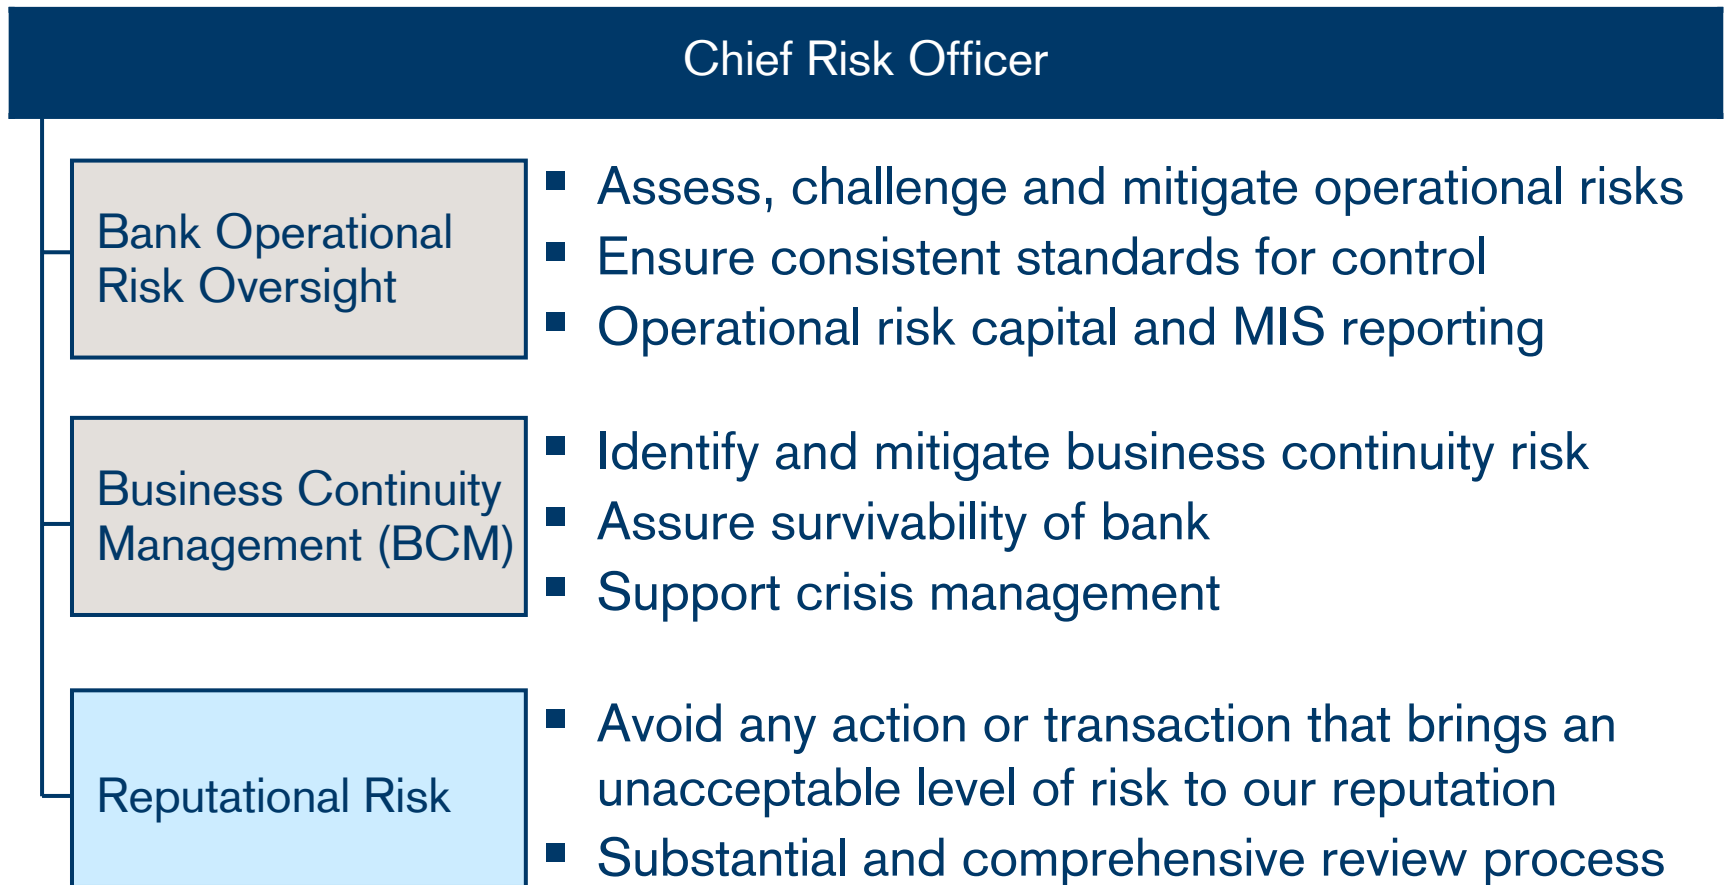 Chief Risk Officer
Bank Operational
Risk Oversight
▪ Assess, challenge and mitigate operational risks
▪ Ensure consistent standards for control
▪ Operational risk capital and MIS reporting
Business Continuity
Management (BCM)
▪ Identify and mitigate business continuity risk
▪ Assure survivability of bank
▪ Support crisis management
Reputational Risk
▪ Avoid any action or transaction that brings an
unacceptable level of risk to our reputation
▪ Substantial and comprehensive review process